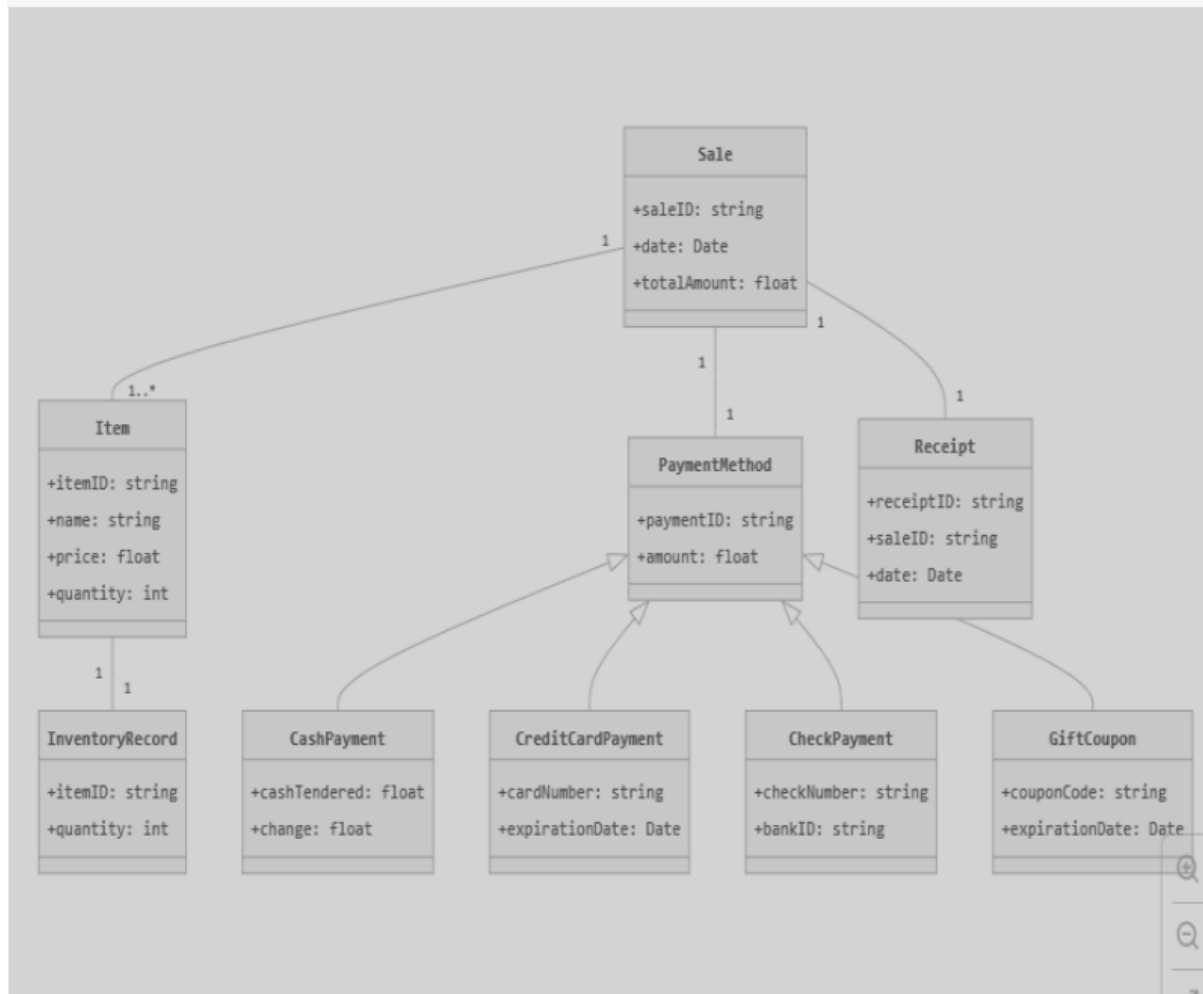 Sale
+saleID: string
+date: Date
+totalAmount: float
1
1..*
1
1
1
1
Item
+itemID: string
+name: string
+price: float
+quantity: int
PaymentMethod
+paymentID: string
+amount: float
Receipt
+receiptID: string
+saleID: string
+date: Date
1
1
InventoryRecord
+itemID: string
+quantity: int
CashPayment
+cashTendered: float
+change: float
CreditCardPayment
+cardNumber: string
+expirationDate: Date
CheckPayment
+checkNumber: string
+bankID: string
GiftCoupon
+couponCode: string
+expirationDate: Date